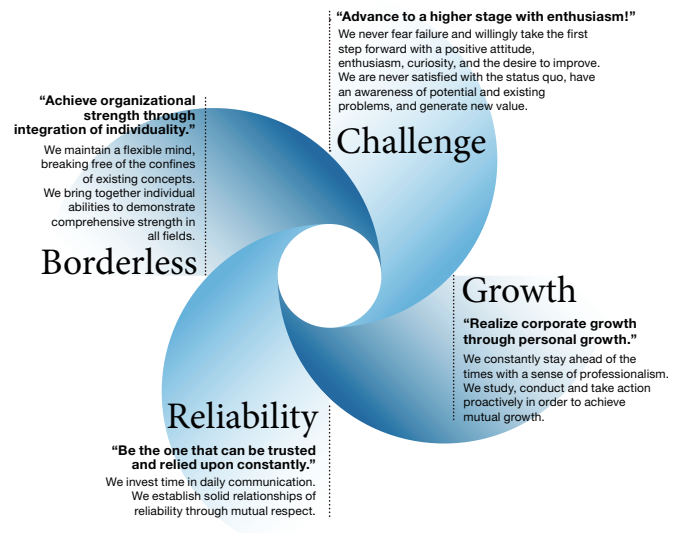 “Advance to a higher stage with enthusiasm!”
We never fear failure and willingly take the first
step forward with a positive attitude,
enthusiasm, curiosity, and the desire to improve.
We are never satisfied with the status quo, have
an awareness of potential and existing
problems, and generate new value.
Challenge
“Achieve organizational
strength through
integration of individuality.”
We maintain a flexible mind,
breaking free of the confines
of existing concepts.
We bring together individual
abilities to demonstrate
comprehensive strength in
all fields.
Borderless
Growth
“Realize corporate growth
through personal growth.”
We constantly stay ahead of the
times with a sense of professionalism.
We study, conduct and take action
proactively in order to achieve
mutual growth.
Reliability
“Be the one that can be trusted
and relied upon constantly.”
We invest time in daily communication.
We establish solid relationships of
reliability through mutual respect.